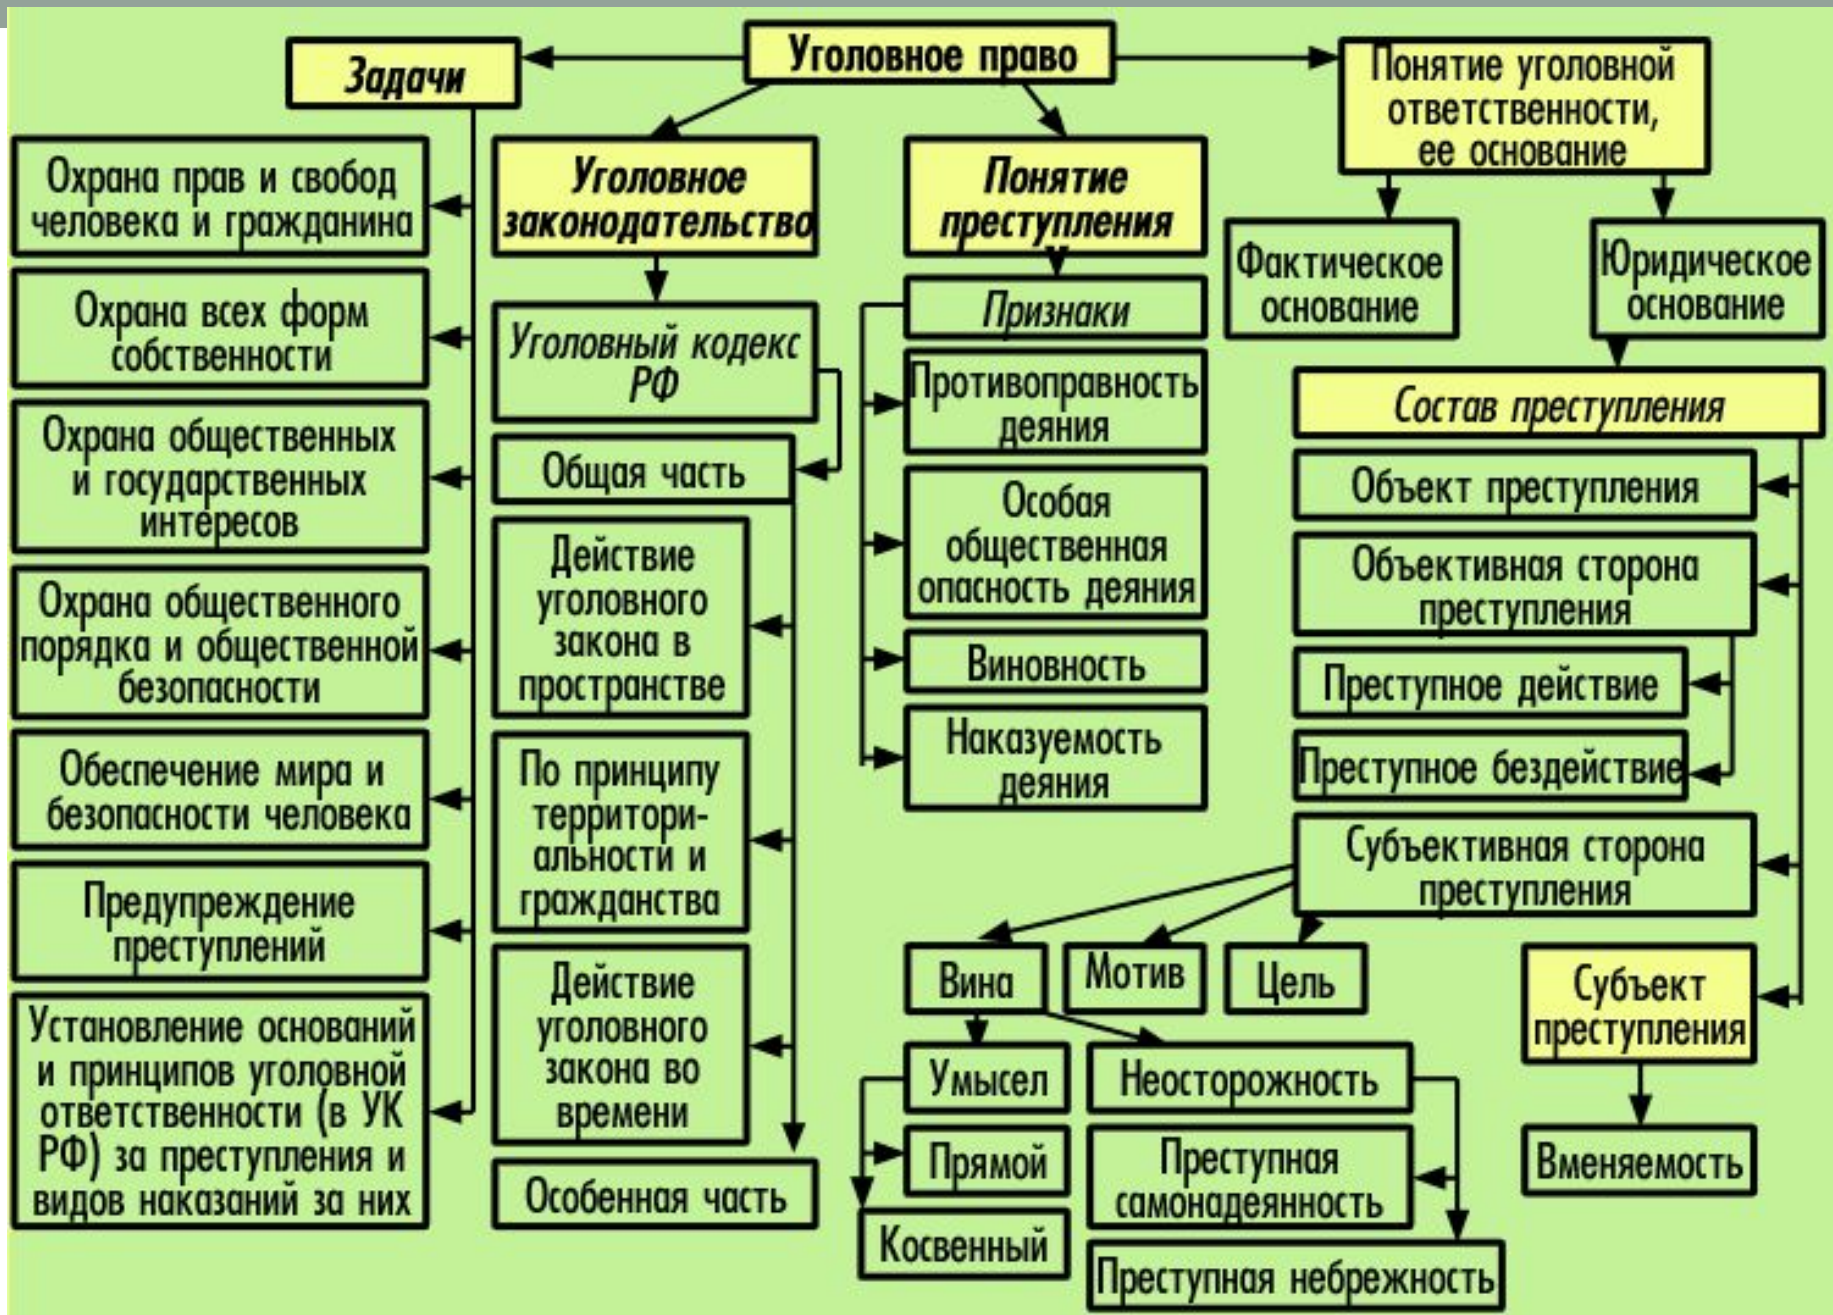 Уголовное право
Задачи
Охрана прав и свобод
человека и гражданина
Охрана всех форм
собственности
Охрана общественных
и государственных
интересов
Охрана общественного
порядка и общественной
безопасности
Обеспечение мира и
безопасности человека
Предупреждение
преступлений
Установление оснований
и принципов уголовной
ответственности (в УК
РФ) за преступления и
видов наказаний за них
Уголовное
законодательство
Уголовный кодекс
РФ
Общая часть
Действие
уголовного
закона в
пространстве
По принципу
территори-
альности и
гражданства
Действие
уголовного
закона во
времени
Особенная часть
Понятие
преступления
Признаки
Противоправность
деяния
Особая
общественная
опасность деяния
Виновность
Наказуемость
деяния
Понятие уголовной
ответственности,
ее основание
Фактическое
основание
Юридическое
основание
Состав преступления
Объект преступления
Объективная сторона
преступления
Преступное действие
Преступное бездействие
Субъективная сторона
преступления
Вина
Мотив
Цель
Умысел
Прямой
Косвенный
Неосторожность
Преступная
самонадеянность
Преступная небрежность
Субъект
преступления
Вменяемость